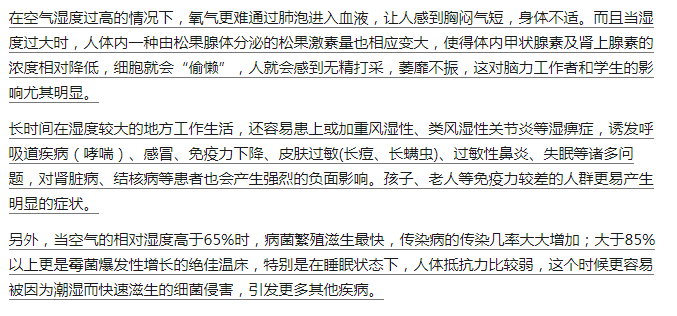 在空气湿度过高的情况下，氧气更难通过肺泡进入血液，让人感到胸闷气短，身体不适。而且当湿
度过大时，人体内一种由松果腺体分泌的松果激素量也相应变大，使得体内甲状腺素及肾上腺素的
浓度相对降低，细胞就会“偷懒”，人就会感到无精打采，萎靡不振，这对脑力工作者和学生的影
响尤其明显。
长时间在湿度较大的地方工作生活，还容易患上或加重风湿性、类风湿性关节炎等湿痹症，诱发呼
吸道疾病（哮喘）、感冒、免疫力下降、皮肤过敏(长痘、长螨虫)、过敏性鼻炎、失眠等诸多问
题，对肾脏病、结核病等患者也会产生强烈的负面影响。孩子、老人等免疫力较差的人群更易产生
明显的症状。
另外，当空气的相对湿度高于65%时，病菌繁殖滋生最快，传染病的传染几率大大增加；大于85%
以上更是霉菌爆发性增长的绝佳温床，特别是在睡眠状态下，人体抵抗力比较弱，这个时候更容易
被因为潮湿而快速滋生的细菌侵害，引发更多其他疾病。